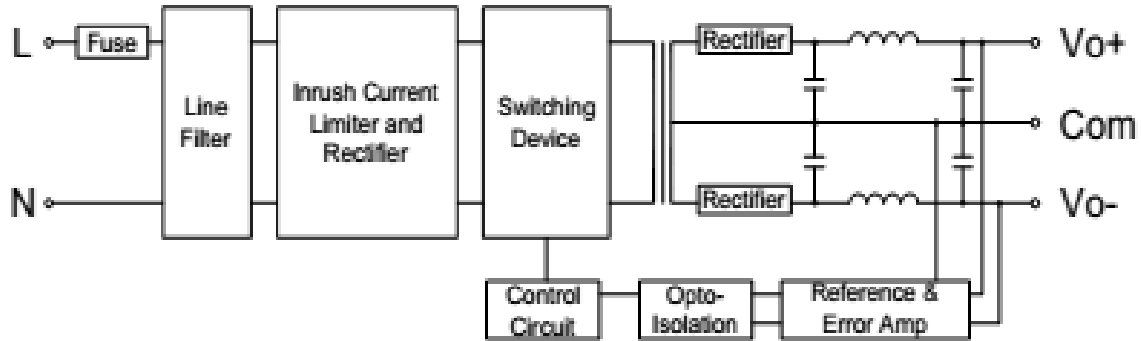 L
Fuse
Line
Filter
Inrush Current
Limiter and
Rectifier
Switching
Device
Rectifier
Vo+
Com
N
Rectifier
Vo-
Control
Circuit
Opto-
Isolation
Reference &
Error Amp